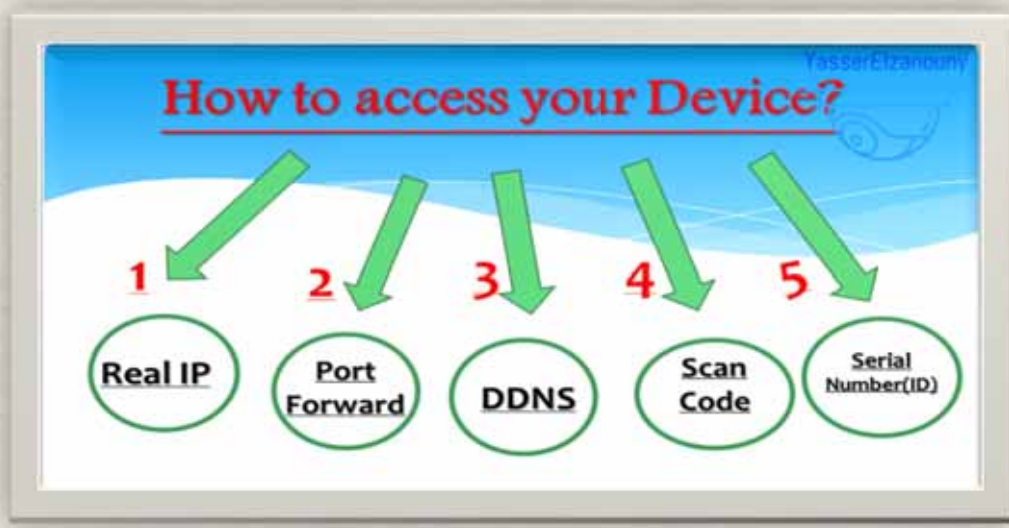 YasserElzanouny
How to access your Device?
1
2
3
4
5
Real IP
Port
Forward
DDNS
Scan
Code
Serial
Number(ID)